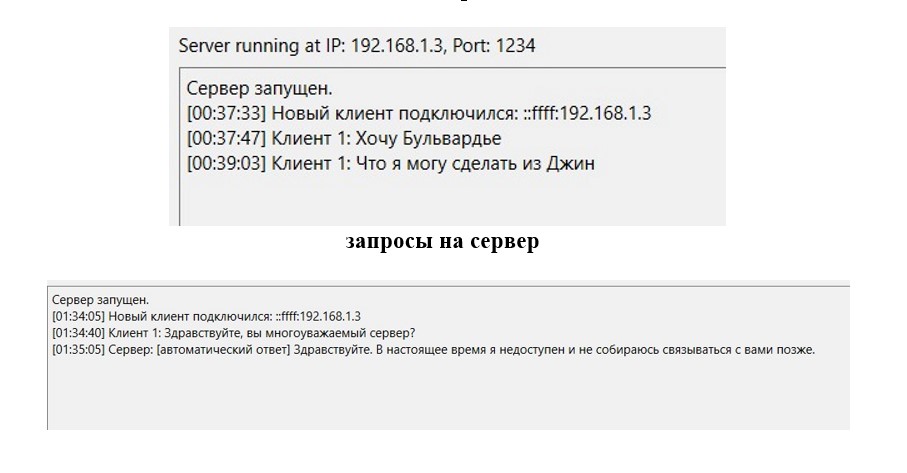 Server running at IP: 192.168.1.3, Port: 1234
Сервер запущен.
[00:37:33] Новый клиент подключился: ::ffff:192.168.1.3
[00:37:47] Клиент 1: Хочу Бульвардье
[00:39:03] Клиент 1: Что я могу сделать из Джин
запросы на сервер
Сервер запущен.
[01:34:05] Новый клиент подключился: ::ffff:192.168.1.3
[01:34:40] Клиент 1: Здравствуйте, вы многоуважаемый сервер?
[01:35:05] Сервер: [автоматический ответ] Здравствуйте. В настоящее время я недоступен и не собираюсь связываться с вами позже.